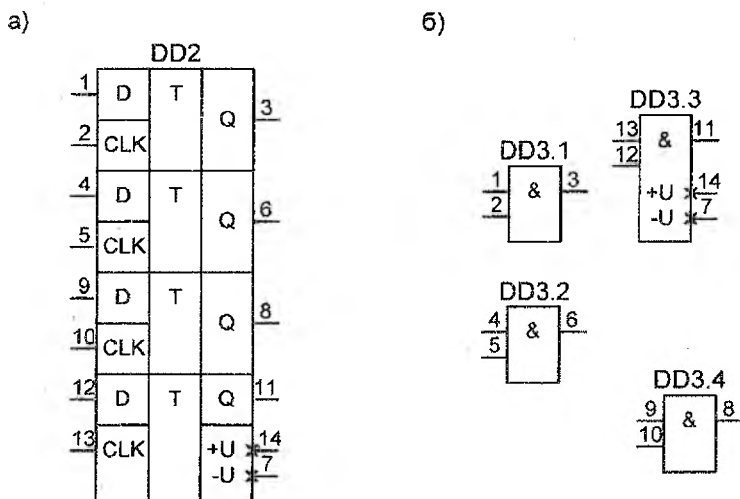 а)
DD2
1 D T Q 3
2 CLK
4 D T Q 6
5 CLK
9 D T Q 8
10 CLK
12 D T Q 11
13 CLK +U 14
-U 7
б)
DD3.1
1 & 3
2
DD3.3
13 & 11
12
+U 14
-U 7
DD3.2
4 & 6
5
DD3.4
9 & 8
10